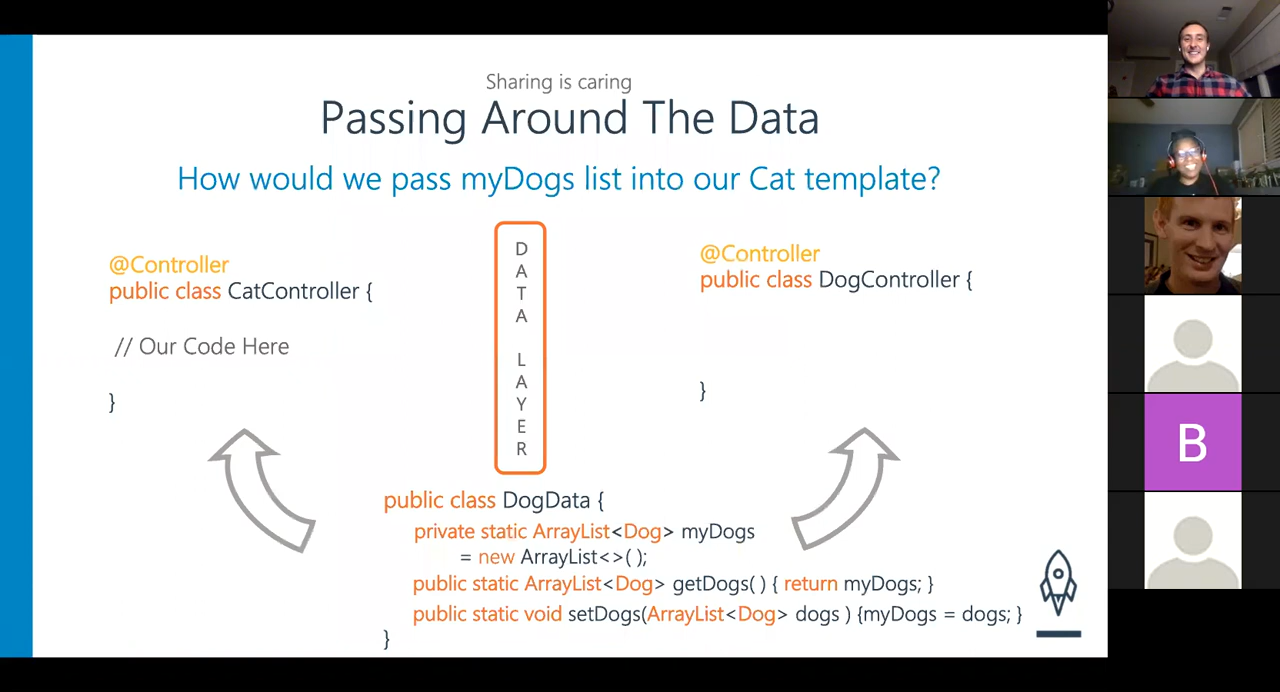 Sharing is caring
Passing Around The Data
How would we pass myDogs list into our Cat template?
@Controller
public class CatController {
// Our Code Here
}
D
A
T
A
L
A
Y
E
R
@Controller
public class DogController {
}
public class DogData {
private static ArrayList<Dog> myDogs
= new ArrayList<>( );
public static ArrayList<Dog> getDogs( ) { return myDogs; }
public static void setDogs(ArrayList<Dog> dogs ) {myDogs = dogs; }
}
B